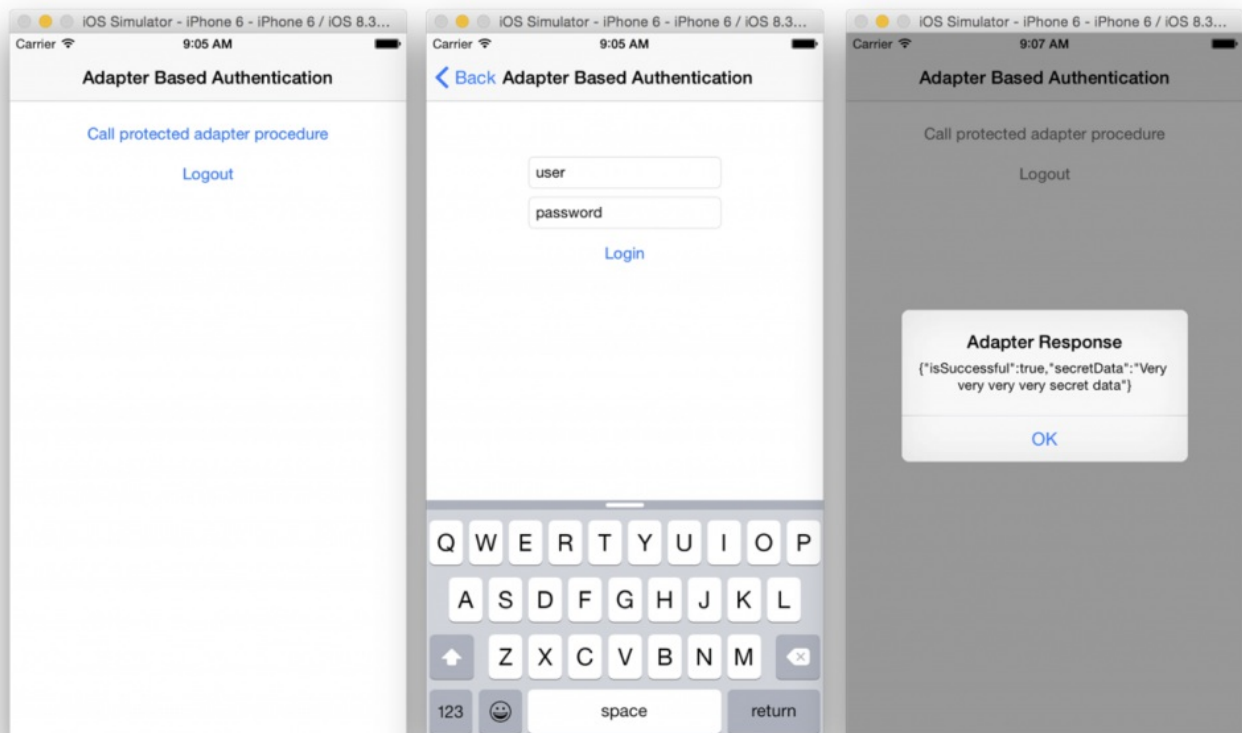 iOS Simulator - iPhone 6 - iPhone 6 / iOS 8.3...
Carrier
9:05 AM
Adapter Based Authentication
Call protected adapter procedure
Logout
iOS Simulator - iPhone 6 - iPhone 6 / iOS 8.3...
Carrier
9:05 AM
Back Adapter Based Authentication
user
password
Login
Q W E R T Y U I O P
A S D F G H J K L
Z X C V B N M
123 space return
iOS Simulator - iPhone 6 - iPhone 6 / iOS 8.3...
Carrier
9:07 AM
Adapter Based Authentication
Call protected adapter procedure
Logout
Adapter Response
{"isSuccessful":true,"secretData":"Very
very very very secret data"}
OK